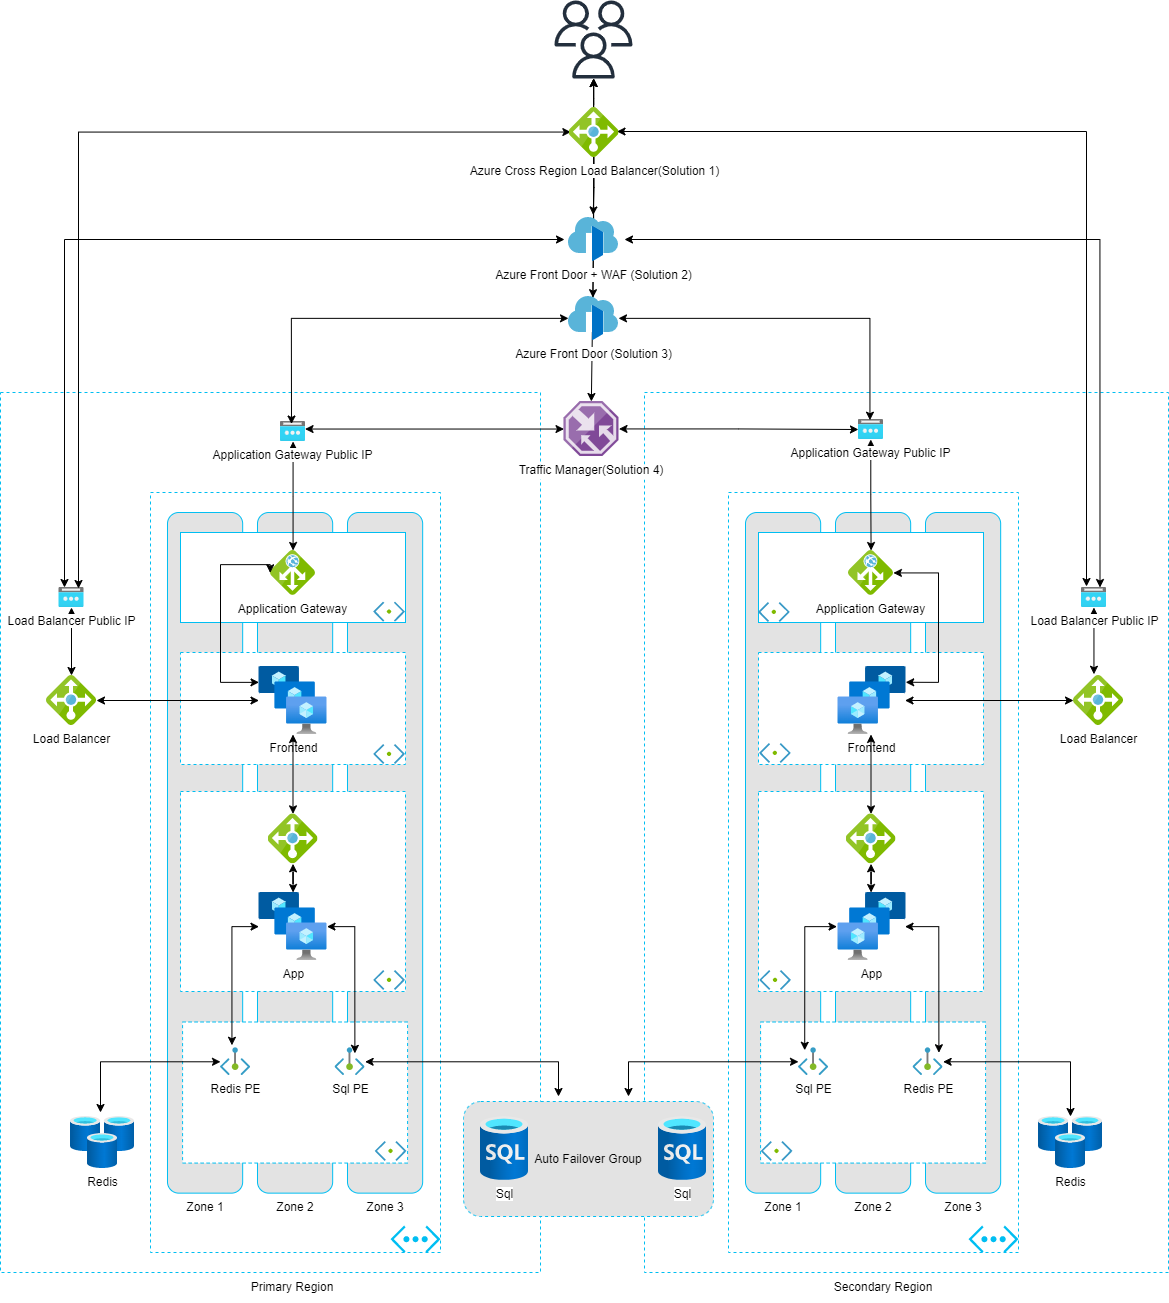 Azure Cross Region Load Balancer(Solution 1)
Azure Front Door + WAF (Solution 2)
Azure Front Door (Solution 3)
Application Gateway Public IP
Traffic Manager(Solution 4)
Application Gateway Public IP
Application Gateway
Application Gateway
Load Balancer Public IP
Load Balancer Public IP
Load Balancer
Frontend
Frontend
Load Balancer
App
App
Redis PE
Sql PE
Sql PE
Redis PE
SQL
Auto Failover Group
SQL
Redis
Sql
Sql
Redis
Zone 1
Zone 2
Zone 3
Zone 1
Zone 2
Zone 3
Primary Region
Secondary Region